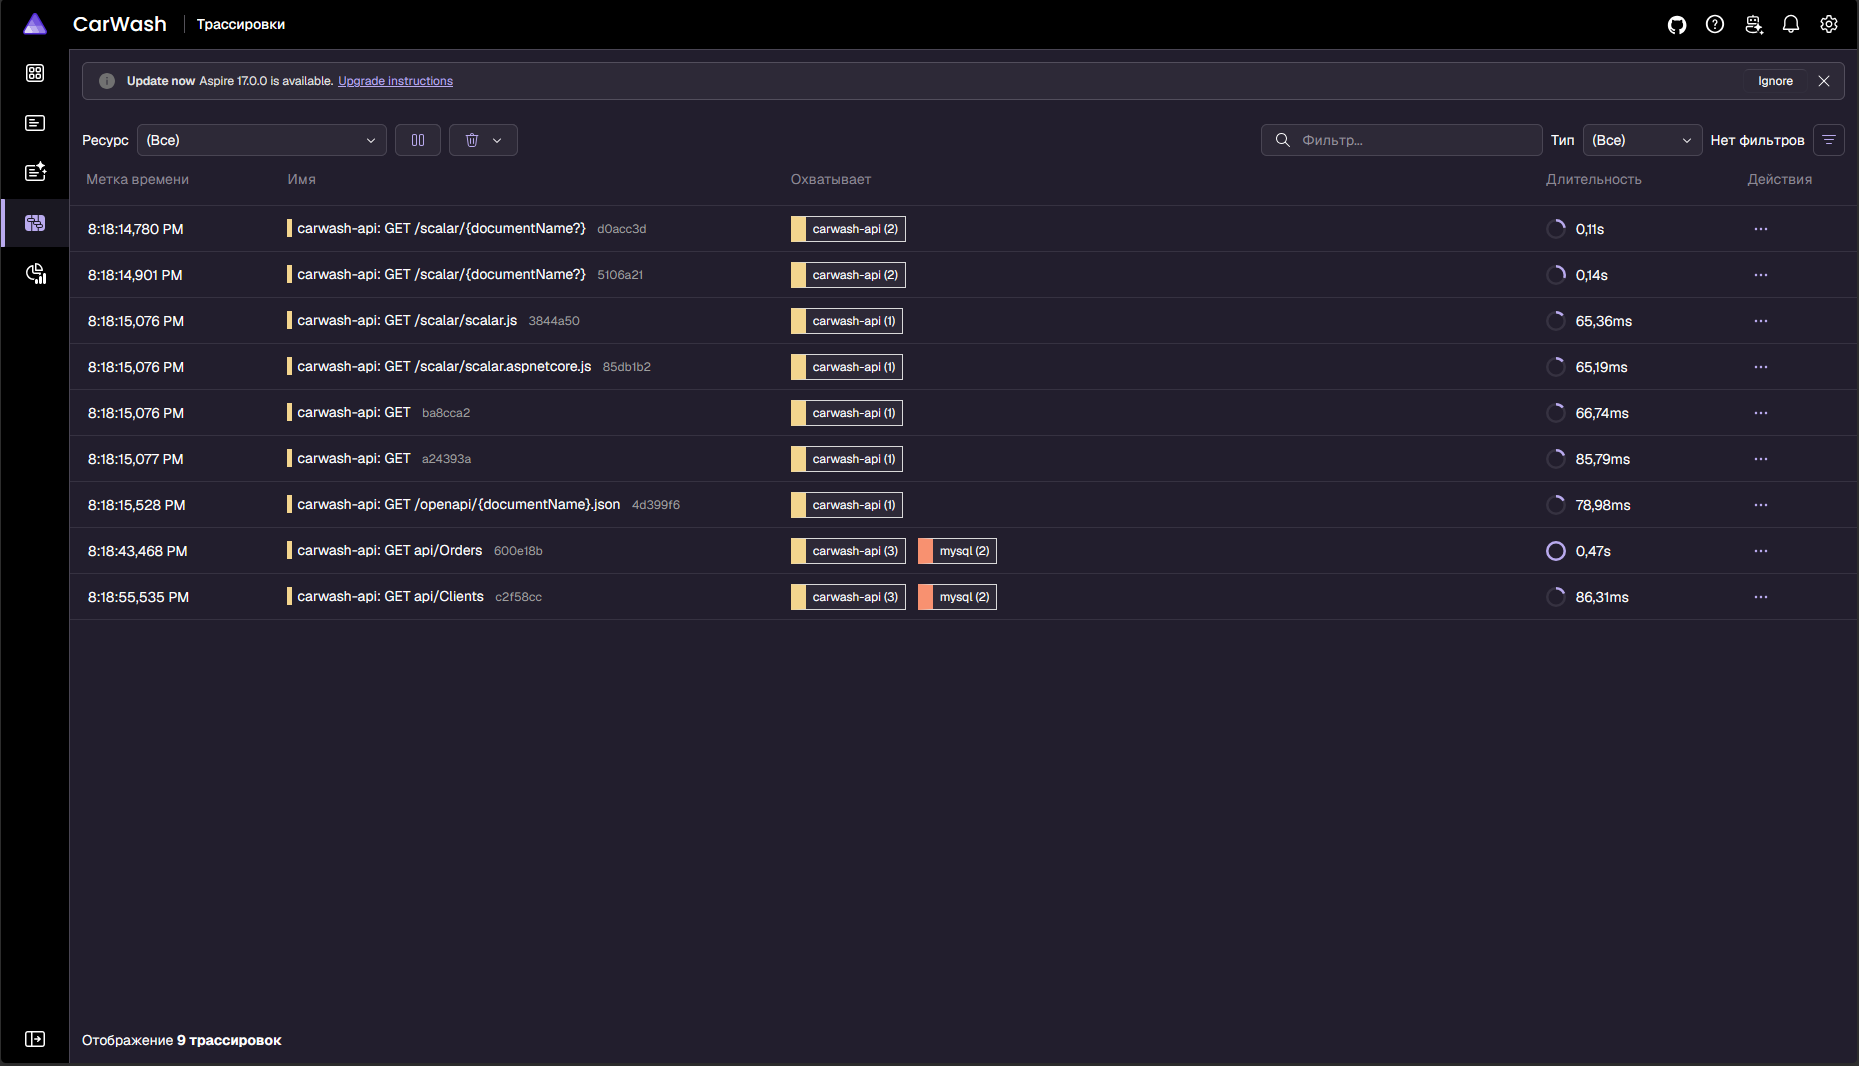 CarWash Трассировки
Update now Aspire 17.0.0 is available. Upgrade instructions Ignore
Ресурс (Все) Фильтр... Тип (Все) Нет фильтров
Метка времени Имя Охватывает Длительность Действия
8:18:14,780 PM carwash-api: GET /scalar/{documentName?} d0acc3d carwash-api (2) 0,11s ...
8:18:14,901 PM carwash-api: GET /scalar/{documentName?} 5106a21 carwash-api (2) 0,14s ...
8:18:15,076 PM carwash-api: GET /scalar/scalar.js 3844a50 carwash-api (1) 65,36ms ...
8:18:15,076 PM carwash-api: GET /scalar/scalar.aspnetcore.js 85db1b2 carwash-api (1) 65,19ms ...
8:18:15,076 PM carwash-api: GET ba8cca2 carwash-api (1) 66,74ms ...
8:18:15,077 PM carwash-api: GET a24393a carwash-api (1) 85,79ms ...
8:18:15,528 PM carwash-api: GET /openapi/{documentName}.json 4d399f6 carwash-api (1) 78,98ms ...
8:18:43,468 PM carwash-api: GET api/Orders 600e18b carwash-api (3) mysql (2) 0,47s ...
8:18:55,535 PM carwash-api: GET api/Clients c2f58cc carwash-api (3) mysql (2) 86,31ms ...
Отображение 9 трассировок